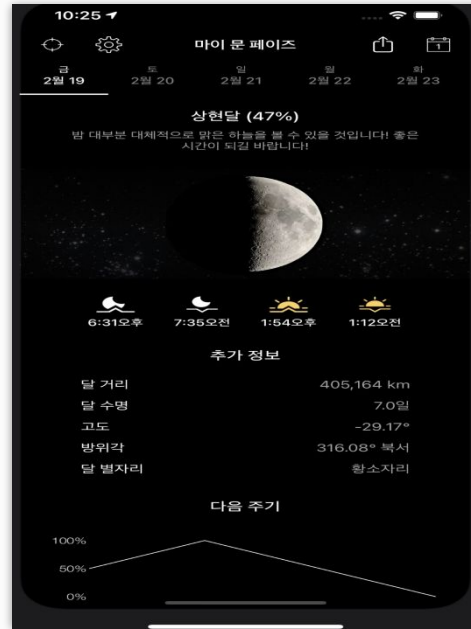 10:25
마이 문 페이즈
1
금 토 일 월 화
2월 19 2월 20 2월 21 2월 22 2월 23
상현달 (47%)
밤 대부분 대체적으로 맑은 하늘을 볼 수 있을 것입니다! 좋은
시간이 되길 바랍니다!
6:31오후 7:35오전 1:54오후 1:12오전
추가 정보
달 거리 405,164 km
달 수명 7.0일
고도 -29.17°
방위각 316.08° 북서
달 별자리 황소자리
다음 주기
100%
50%
0%